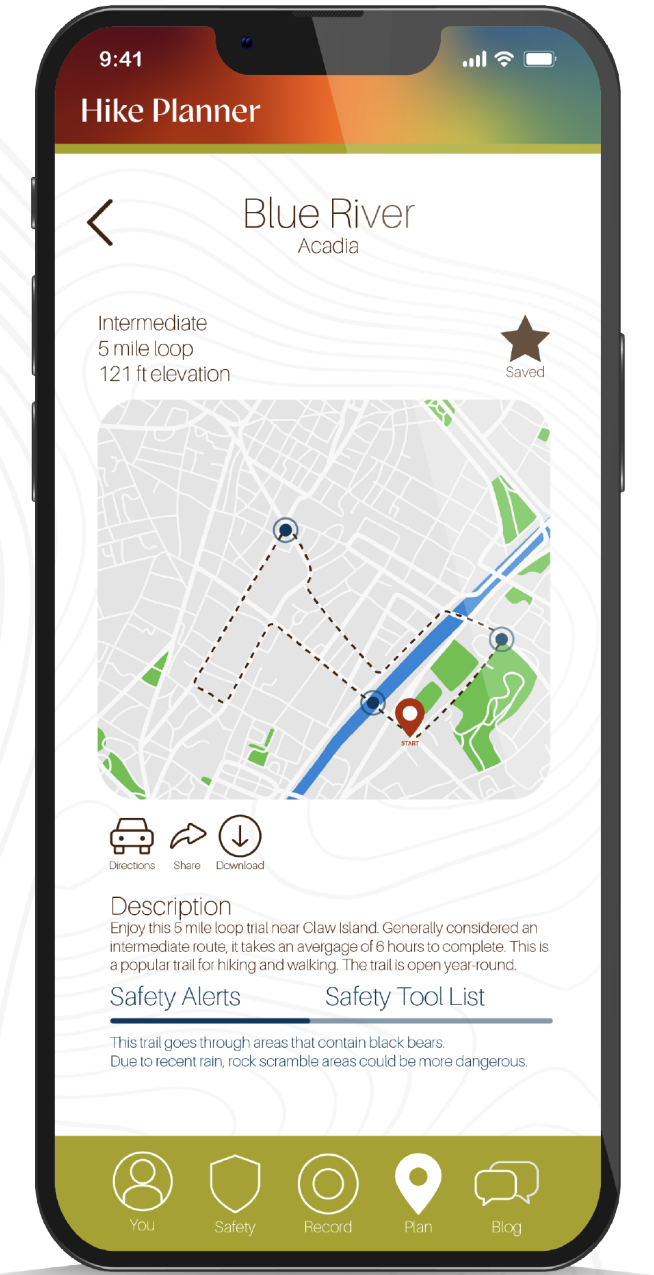 9:41
Hike Planner
Blue River
Acadia
Intermediate
5 mile loop
121 ft elevation
Saved
START
Directions
Share
Download
Description
Enjoy this 5 mile loop trial near Claw Island. Generally considered an
intermediate route, it takes an avergage of 6 hours to complete. This is
a popular trail for hiking and walking. The trail is open year-round.
Safety Alerts
Safety Tool List
This trail goes through areas that contain black bears.
Due to recent rain, rock scramble areas could be more dangerous.
You
Safety
Record
Plan
Blog